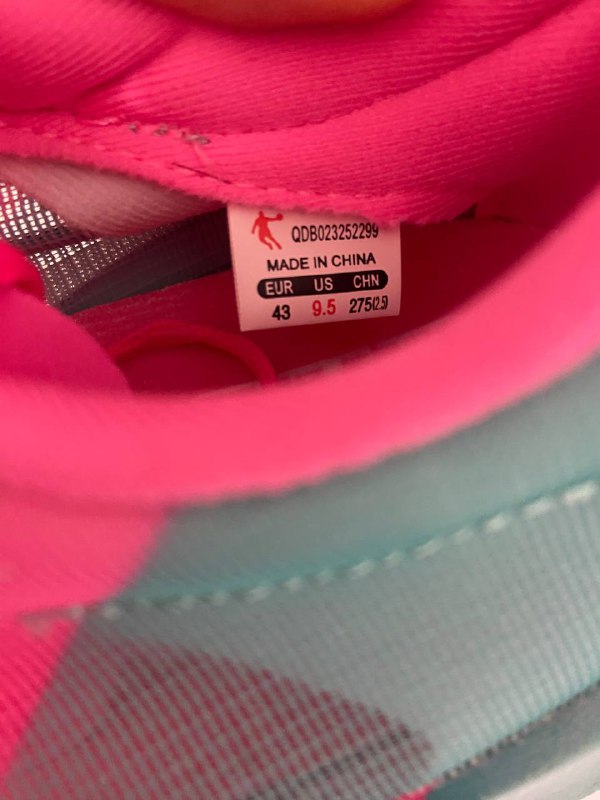 QDB023252299
MADE IN CHINA
EUR US CHN
43 9.5 275(2.5)